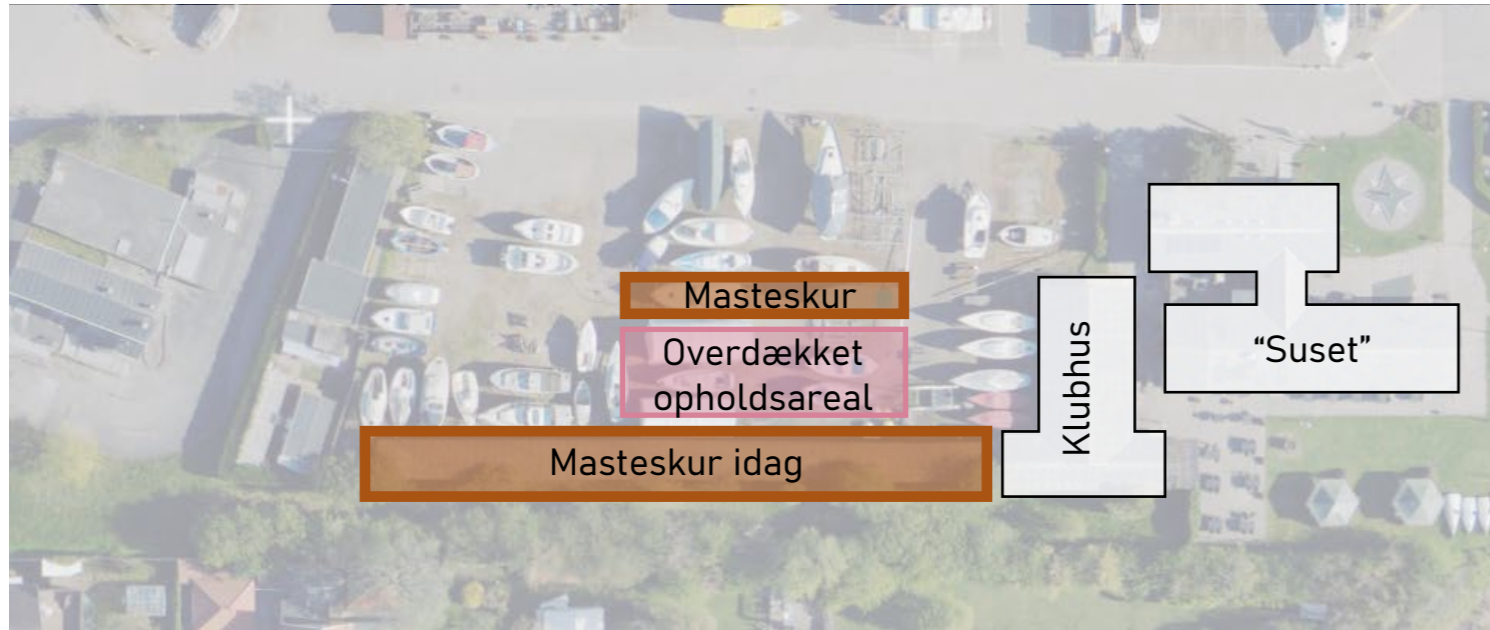 Masteskur
Overdækket
opholdsareal
Masteskur idag
Klubhus
“Suset”